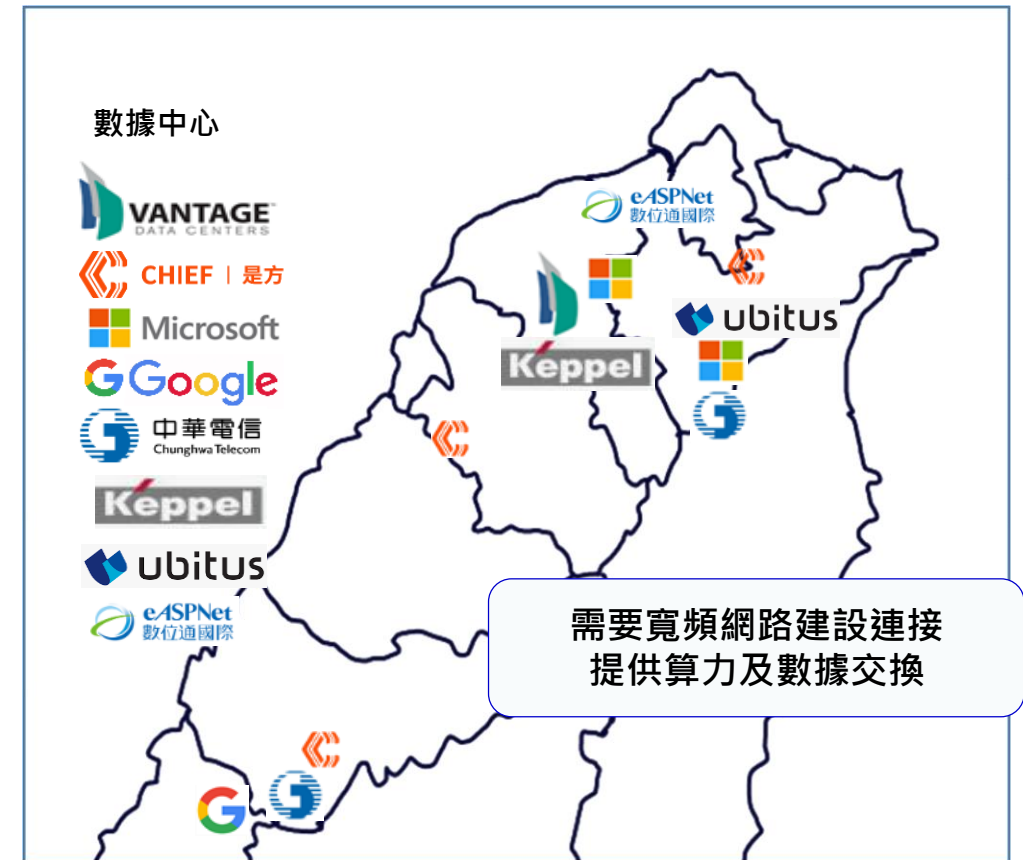 數據中心
VANTAGE
DATA CENTERS
CHIEF | 是方
Microsoft
Google
中華電信
Chunghwa Telecom
Keppel
ubitus
eASPNet
數位通國際
eASPNet
數位通國際
ubitus
Keppel
需要寬頻網路建設連接
提供算力及數據交換